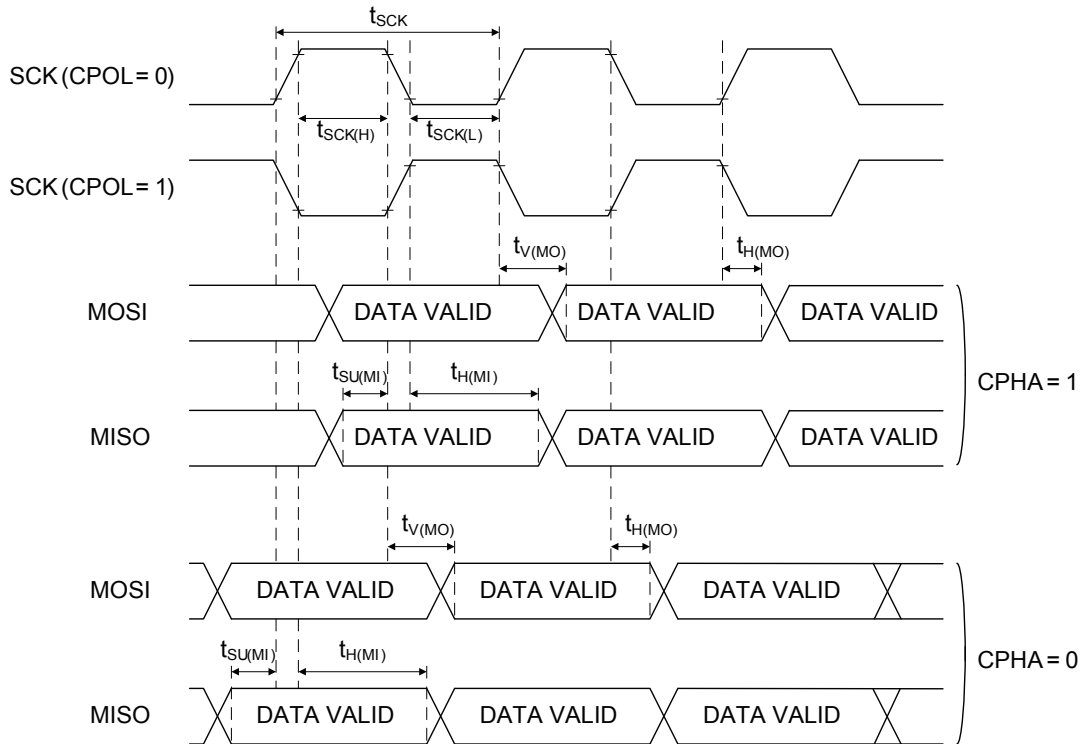 tSCK
SCK (CPOL = 0)
tSCK(H)
tSCK(L)
SCK (CPOL = 1)
tV(MO)
tH(MO)
MOSI
DATA VALID
DATA VALID
DATA VALID
tSU(MI)
tH(MI)
CPHA = 1
MISO
DATA VALID
DATA VALID
DATA VALID
tV(MO)
tH(MO)
MOSI
DATA VALID
DATA VALID
DATA VALID
tSU(MI)
tH(MI)
CPHA = 0
MISO
DATA VALID
DATA VALID
DATA VALID